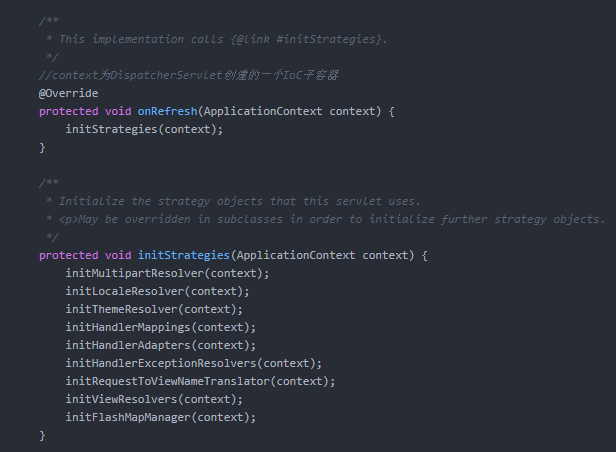 /**
 * This implementation calls {@link #initStrategies}.
 */
//context为DispatcherServlet创建的一个IoC子容器
@Override
protected void onRefresh(ApplicationContext context) {
    initStrategies(context);
}
/**
 * Initialize the strategy objects that this servlet uses.
 * <p>May be overridden in subclasses in order to initialize further strategy objects.
 */
protected void initStrategies(ApplicationContext context) {
    initMultipartResolver(context);
    initLocaleResolver(context);
    initThemeResolver(context);
    initHandlerMappings(context);
    initHandlerAdapters(context);
    initHandlerExceptionResolvers(context);
    initRequestToViewNameTranslator(context);
    initViewResolvers(context);
    initFlashMapManager(context);
}